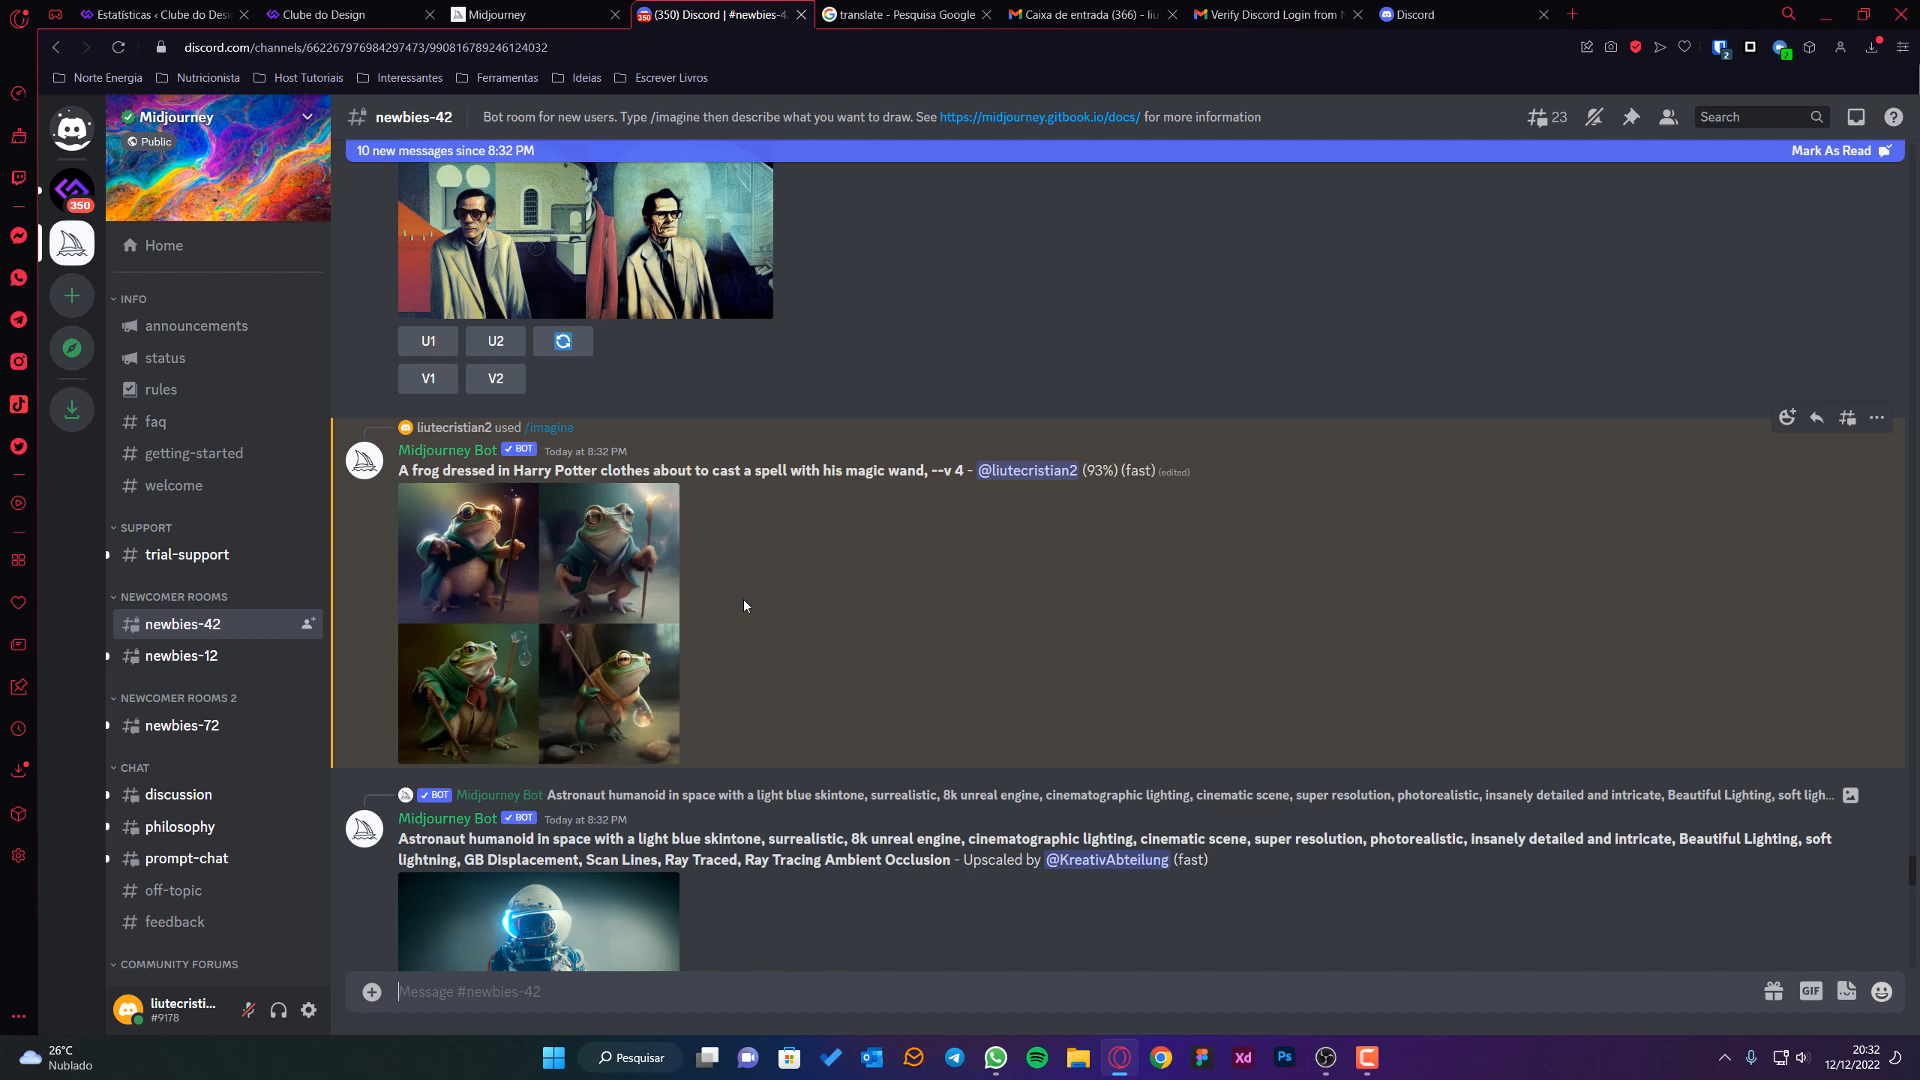 Estatísticas ‹ Clube do Desi
Clube do Design
Midjourney
(350) Discord | #newbies-4
translate - Pesquisa Google
Caixa de entrada (366) - liu
Verify Discord Login from N
Discord
discord.com/channels/662267976984297473/990816789246124032
2
2
Norte Energia
Nutricionista
Host Tutoriais
Interessantes
Ferramentas
Ideias
Escrever Livros
Midjourney
Public
350
Home
INFO
announcements
status
rules
faq
getting-started
welcome
SUPPORT
trial-support
NEWCOMER ROOMS
newbies-42
newbies-12
NEWCOMER ROOMS 2
newbies-72
CHAT
discussion
philosophy
prompt-chat
off-topic
feedback
COMMUNITY FORUMS
liutecristi...
#9178
newbies-42
Bot room for new users. Type /imagine then describe what you want to draw. See https://midjourney.gitbook.io/docs/ for more information
23
Search
10 new messages since 8:32 PM
Mark As Read
U1 U2
V1 V2
liutecristian2 used /imagine
Midjourney Bot BOT Today at 8:32 PM
A frog dressed in Harry Potter clothes about to cast a spell with his magic wand, --v 4 - @liutecristian2 (93%) (fast) (edited)
BOT Midjourney Bot Astronaut humanoid in space with a light blue skintone, surrealistic, 8k unreal engine, cinematographic lighting, cinematic scene, super resolution, photorealistic, insanely detailed and intricate, Beautiful Lighting, soft ligh...
Midjourney Bot BOT Today at 8:32 PM
Astronaut humanoid in space with a light blue skintone, surrealistic, 8k unreal engine, cinematographic lighting, cinematic scene, super resolution, photorealistic, insanely detailed and intricate, Beautiful Lighting, soft
lightning, GB Displacement, Scan Lines, Ray Traced, Ray Tracing Ambient Occlusion - Upscaled by @KreativAbteilung (fast)
Message #newbies-42
GIF
26°C
Nublado
Pesquisar
Xd
Ps
20:32
12/12/2022